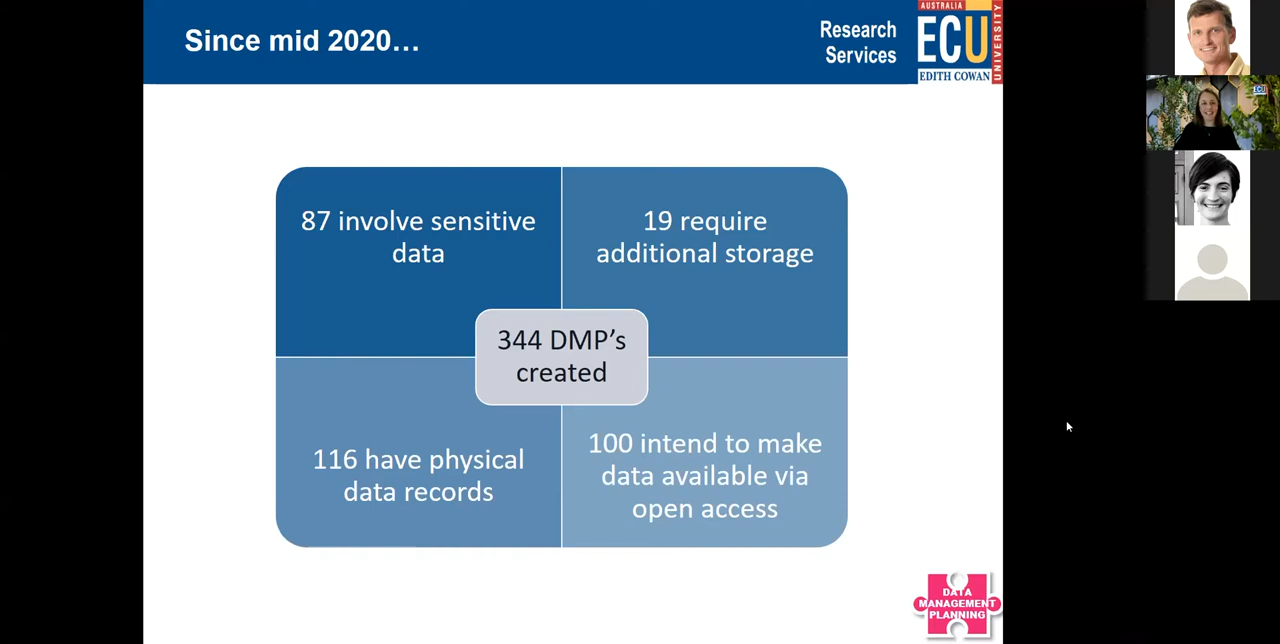 Since mid 2020…
Research
Services
AUSTRALIA
ECU
EDITH COWAN
UNIVERSITY
ECU
87 involve sensitive
data
19 require
additional storage
344 DMP’s
created
116 have physical
data records
100 intend to make
data available via
open access
DATA
MANAGEMENT
PLANNING